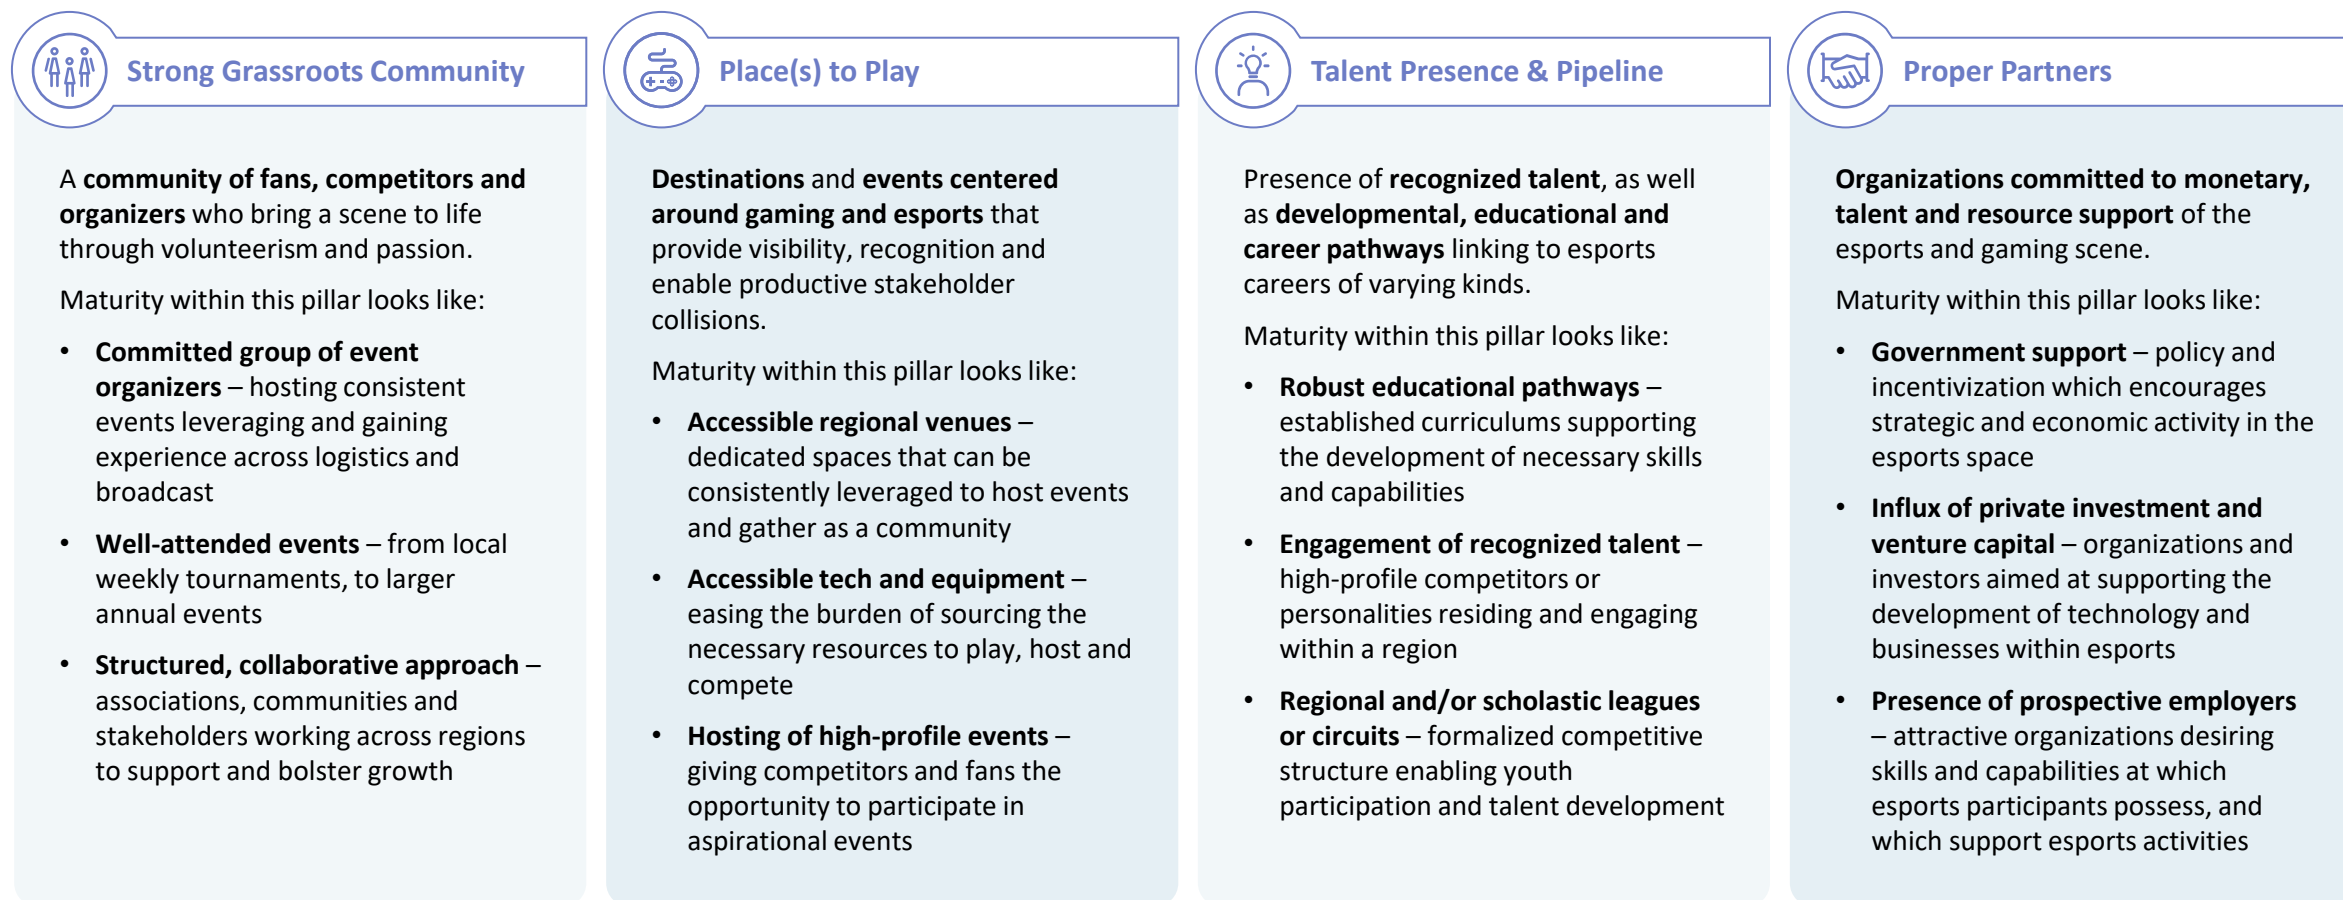 Strong Grassroots Community
A community of fans, competitors and
organizers who bring a scene to life
through volunteerism and passion.
Maturity within this pillar looks like:
• Committed group of event
organizers – hosting consistent
events leveraging and gaining
experience across logistics and
broadcast
• Well-attended events – from local
weekly tournaments, to larger
annual events
• Structured, collaborative approach –
associations, communities and
stakeholders working across regions
to support and bolster growth
Place(s) to Play
Destinations and events centered
around gaming and esports that
provide visibility, recognition and
enable productive stakeholder
collisions.
Maturity within this pillar looks like:
• Accessible regional venues –
dedicated spaces that can be
consistently leveraged to host events
and gather as a community
• Accessible tech and equipment –
easing the burden of sourcing the
necessary resources to play, host and
compete
• Hosting of high-profile events –
giving competitors and fans the
opportunity to participate in
aspirational events
Talent Presence & Pipeline
Presence of recognized talent, as well
as developmental, educational and
career pathways linking to esports
careers of varying kinds.
Maturity within this pillar looks like:
• Robust educational pathways –
established curriculums supporting
the development of necessary skills
and capabilities
• Engagement of recognized talent –
high-profile competitors or
personalities residing and engaging
within a region
• Regional and/or scholastic leagues
or circuits – formalized competitive
structure enabling youth
participation and talent development
Proper Partners
Organizations committed to monetary,
talent and resource support of the
esports and gaming scene.
Maturity within this pillar looks like:
• Government support – policy and
incentivization which encourages
strategic and economic activity in the
esports space
• Influx of private investment and
venture capital – organizations and
investors aimed at supporting the
development of technology and
businesses within esports
• Presence of prospective employers
– attractive organizations desiring
skills and capabilities at which
esports participants possess, and
which support esports activities